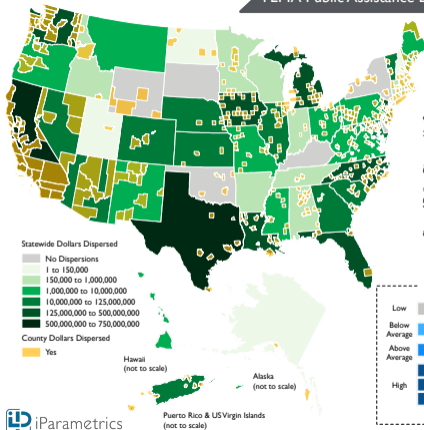 Statewide Dollars Dispersed
No Dispersions
1 to 150,000
150,000 to 1,000,000
1,000,000 to 10,000,000
10,000,000 to 125,000,000
125,000,000 to 500,000,000
500,000,000 to 750,000,000
County Dollars Dispersed
Yes
Hawaii
(not to scale)
Alaska
(not to scale)
Puerto Rico & US Virgin Islands
(not to scale)
Low
Below
Average
Above
Average
High
iParametrics